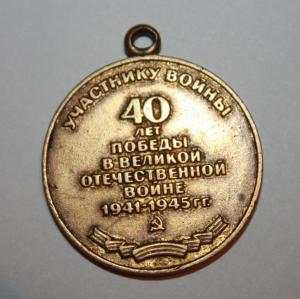 УЧАСТНИКУ ВОЙНЫ
40
ЛЕТ
ПОБЕДЫ
В ВЕЛИКОЙ
ОТЕЧЕСТВЕННОЙ
ВОЙНЕ
1941-1945 ГГ.